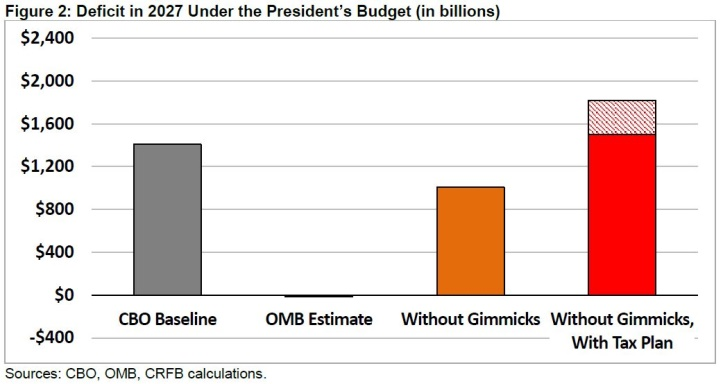 Figure 2: Deficit in 2027 Under the President's Budget (in billions)
$2,400
$2,000
$1,600
$1,200
$800
$400
$0
-$400
CBO Baseline
OMB Estimate
Without Gimmicks
Without Gimmicks,
With Tax Plan
Sources: CBO, OMB, CRFB calculations.